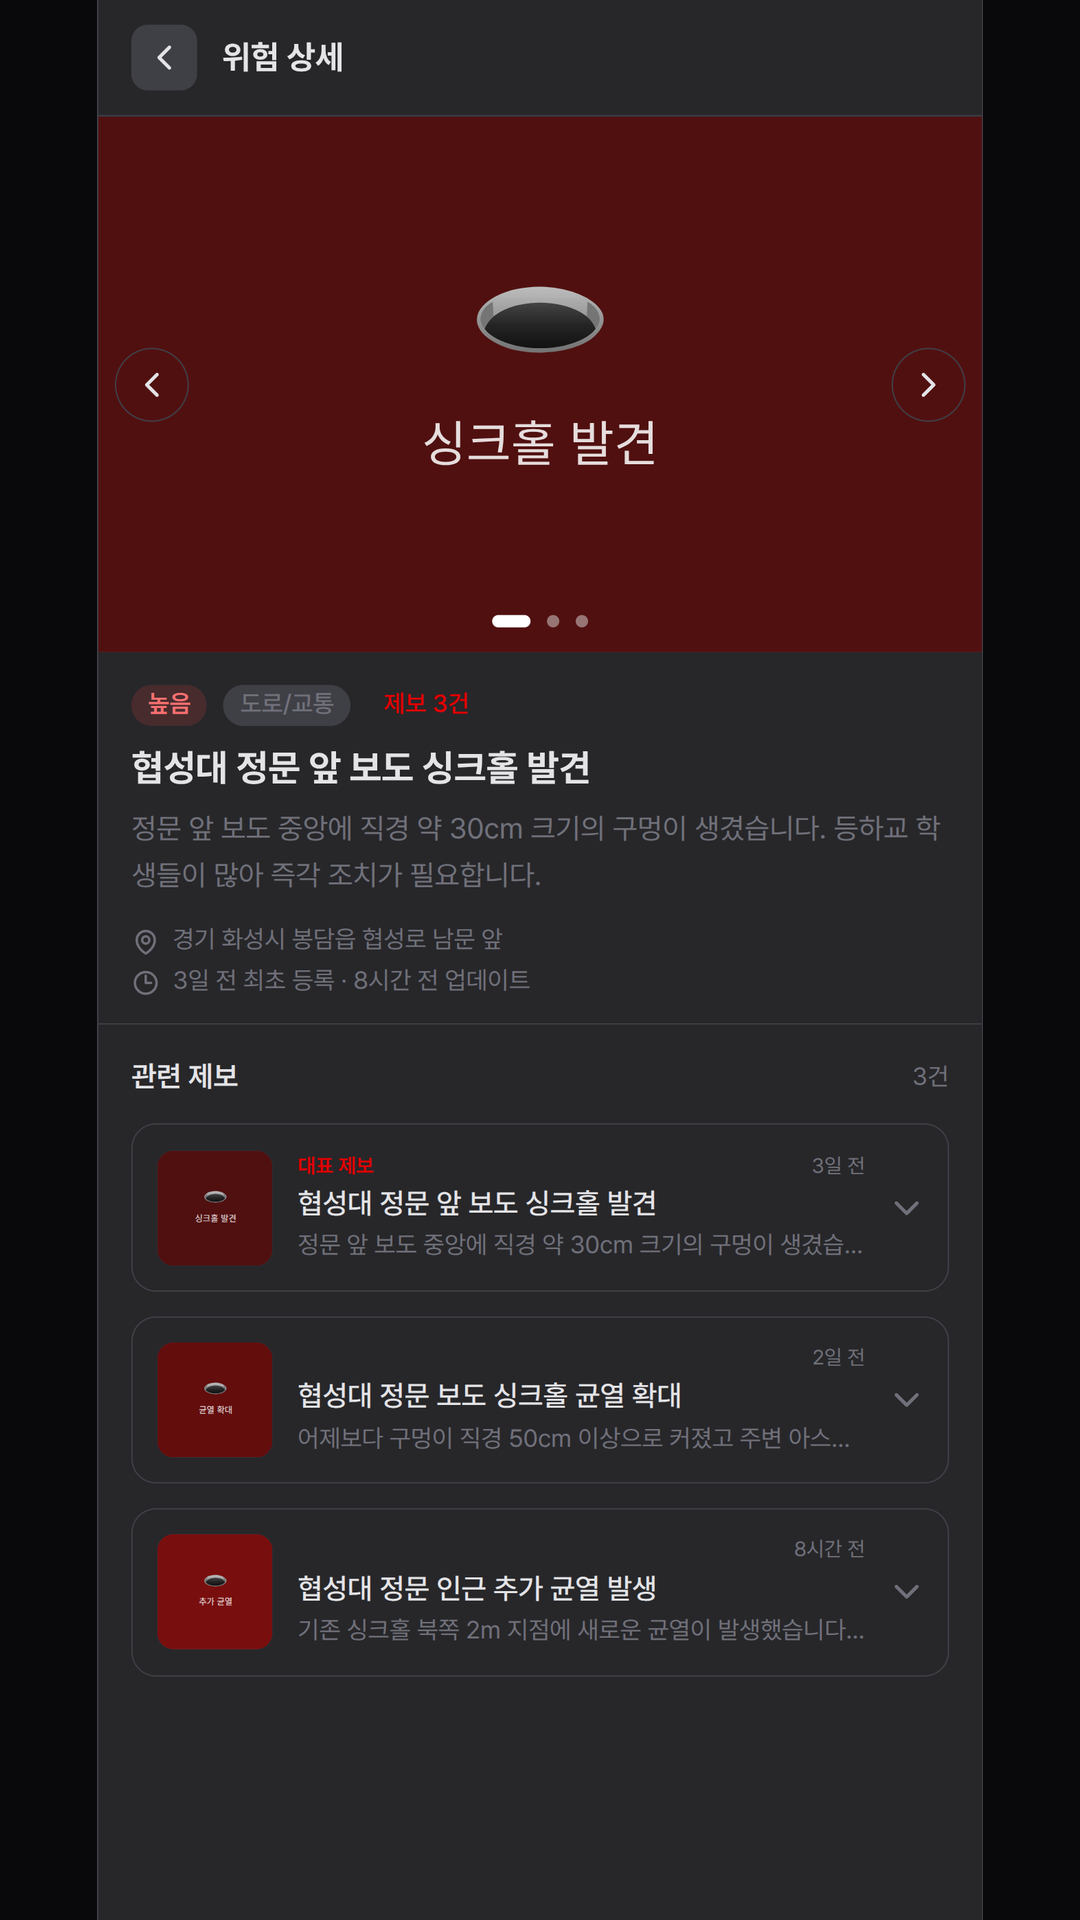 위험 상세
싱크홀 발견
높음 도로/교통 제보 3건
협성대 정문 앞 보도 싱크홀 발견
정문 앞 보도 중앙에 직경 약 30cm 크기의 구멍이 생겼습니다. 등하교 학
생들이 많아 즉각 조치가 필요합니다.
경기 화성시 봉담읍 협성로 남문 앞
3일 전 최초 등록 · 8시간 전 업데이트
관련 제보 3건
싱크홀 발견
대표 제보 3일 전
협성대 정문 앞 보도 싱크홀 발견
정문 앞 보도 중앙에 직경 약 30cm 크기의 구멍이 생겼습...
균열 확대
2일 전
협성대 정문 보도 싱크홀 균열 확대
어제보다 구멍이 직경 50cm 이상으로 커졌고 주변 아스...
추가 균열
8시간 전
협성대 정문 인근 추가 균열 발생
기존 싱크홀 북쪽 2m 지점에 새로운 균열이 발생했습니다...